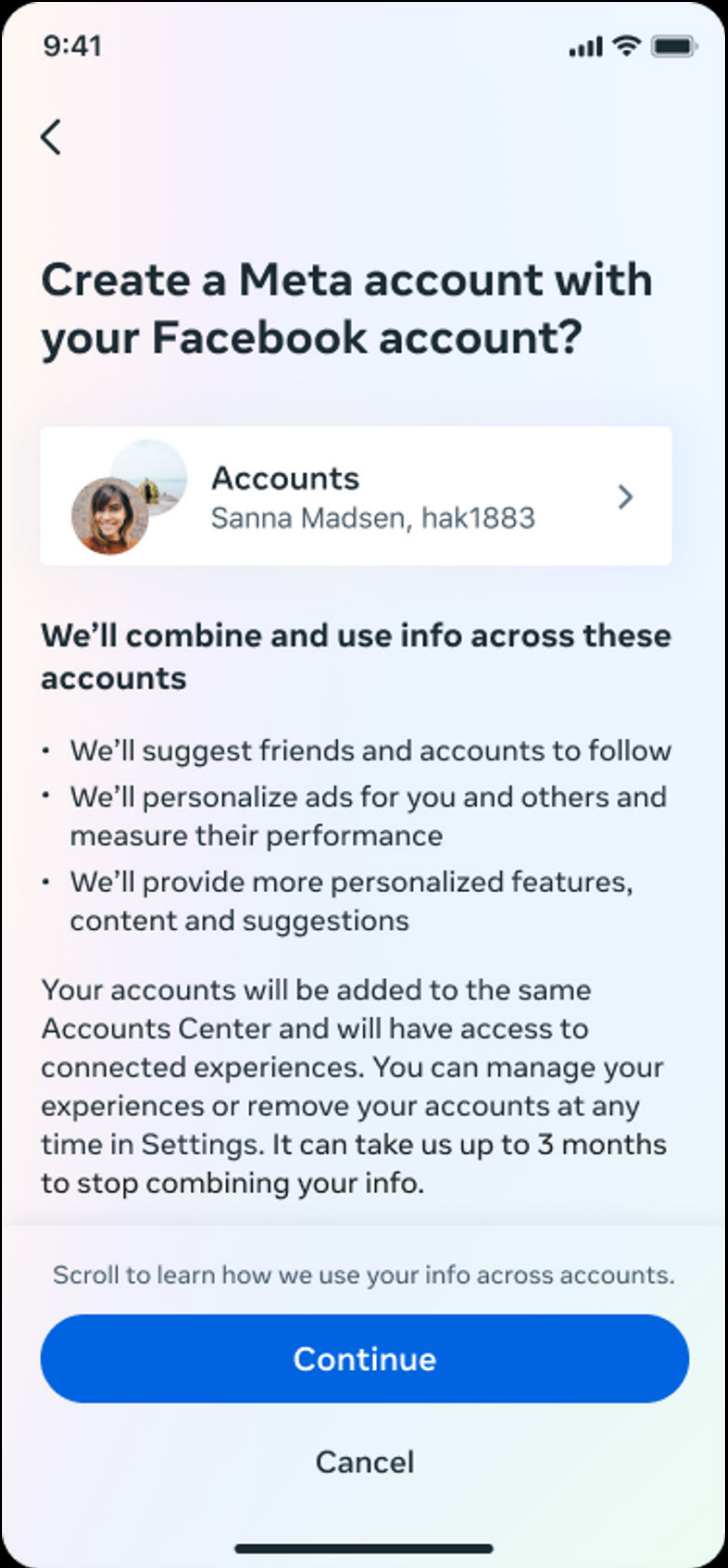 9:41
Create a Meta account with
your Facebook account?
Accounts
Sanna Madsen, hak1883
We’ll combine and use info across these
accounts
• We’ll suggest friends and accounts to follow
• We’ll personalize ads for you and others and
measure their performance
• We’ll provide more personalized features,
content and suggestions
Your accounts will be added to the same
Accounts Center and will have access to
connected experiences. You can manage your
experiences or remove your accounts at any
time in Settings. It can take us up to 3 months
to stop combining your info.
Scroll to learn how we use your info across accounts.
Continue
Cancel